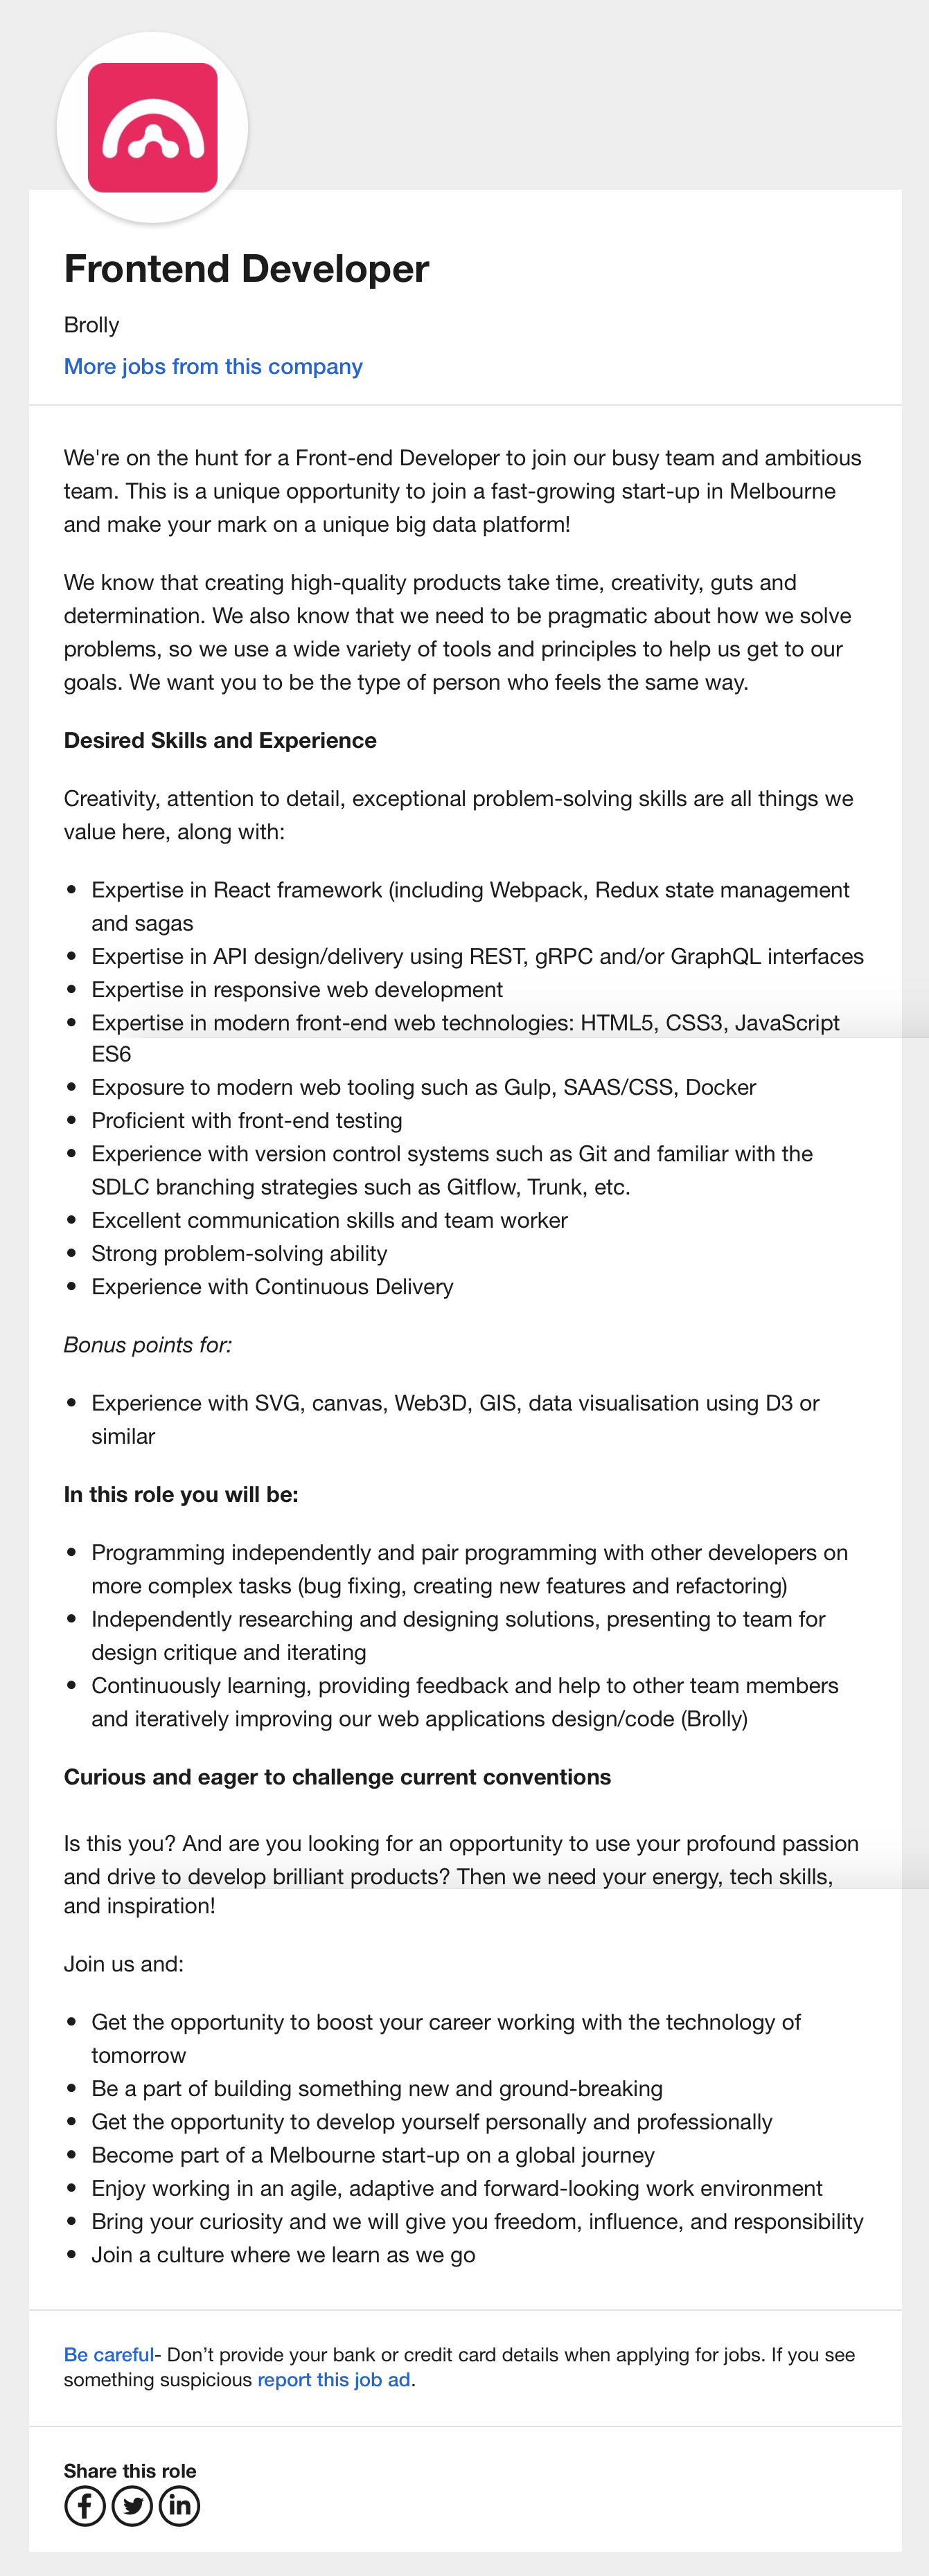 Frontend Developer
Brolly
More jobs from this company
We're on the hunt for a Front-end Developer to join our busy team and ambitious
team. This is a unique opportunity to join a fast-growing start-up in Melbourne
and make your mark on a unique big data platform!
We know that creating high-quality products take time, creativity, guts and
determination. We also know that we need to be pragmatic about how we solve
problems, so we use a wide variety of tools and principles to help us get to our
goals. We want you to be the type of person who feels the same way.
Desired Skills and Experience
Creativity, attention to detail, exceptional problem-solving skills are all things we
value here, along with:
• Expertise in React framework (including Webpack, Redux state management
and sagas
• Expertise in API design/delivery using REST, gRPC and/or GraphQL interfaces
• Expertise in responsive web development
• Expertise in modern front-end web technologies: HTML5, CSS3, JavaScript
ES6
• Exposure to modern web tooling such as Gulp, SAAS/CSS, Docker
• Proficient with front-end testing
• Experience with version control systems such as Git and familiar with the
SDLC branching strategies such as Gitflow, Trunk, etc.
• Excellent communication skills and team worker
• Strong problem-solving ability
• Experience with Continuous Delivery
Bonus points for:
• Experience with SVG, canvas, Web3D, GIS, data visualisation using D3 or
similar
In this role you will be:
• Programming independently and pair programming with other developers on
more complex tasks (bug fixing, creating new features and refactoring)
• Independently researching and designing solutions, presenting to team for
design critique and iterating
• Continuously learning, providing feedback and help to other team members
and iteratively improving our web applications design/code (Brolly)
Curious and eager to challenge current conventions
Is this you? And are you looking for an opportunity to use your profound passion
and drive to develop brilliant products? Then we need your energy, tech skills,
and inspiration!
Join us and:
• Get the opportunity to boost your career working with the technology of
tomorrow
• Be a part of building something new and ground-breaking
• Get the opportunity to develop yourself personally and professionally
• Become part of a Melbourne start-up on a global journey
• Enjoy working in an agile, adaptive and forward-looking work environment
• Bring your curiosity and we will give you freedom, influence, and responsibility
• Join a culture where we learn as we go
Be careful- Don’t provide your bank or credit card details when applying for jobs. If you see
something suspicious report this job ad.
Share this role